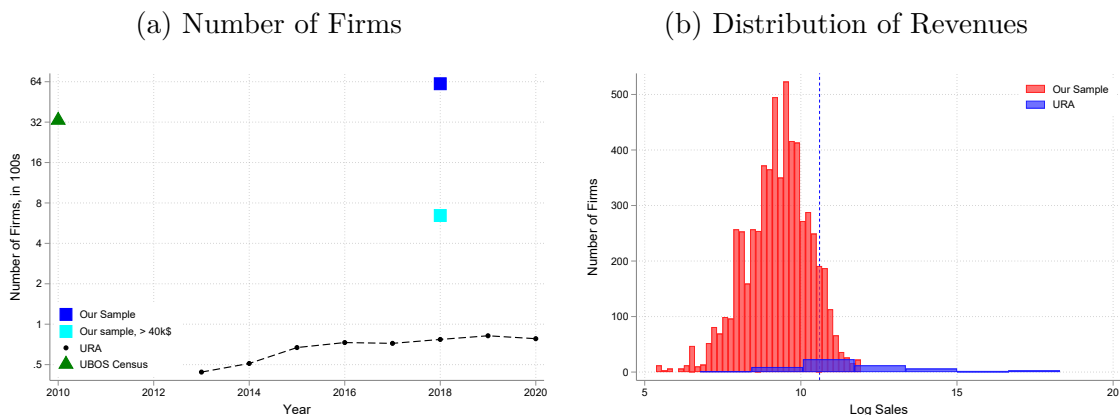 (a) Number of Firms
Number of Firms, in 100s
64
32
16
8
4
2
1
.5
Our Sample
Our sample, > 40k$
URA
UBOS Census
2010 2012 2014 2016 2018 2020
Year
(b) Distribution of Revenues
Number of Firms
500
400
300
200
100
0
Our Sample
URA
5 10 15 20
Log Sales